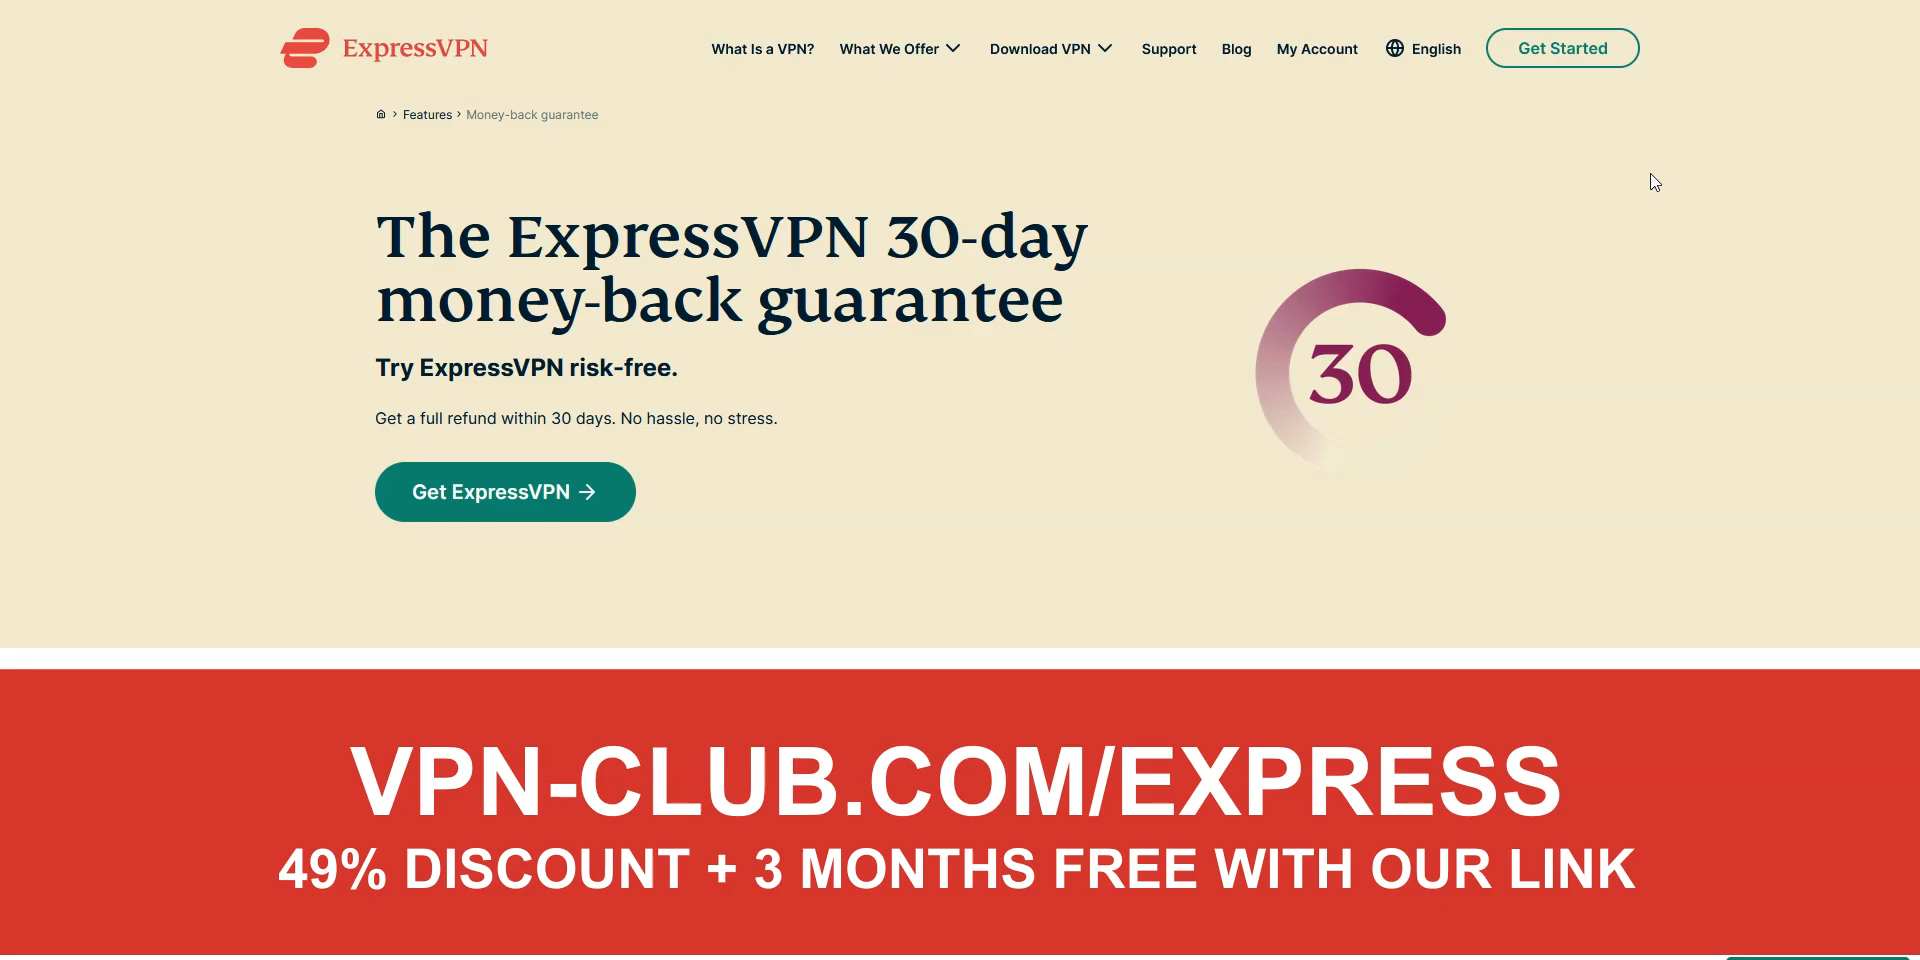 ExpressVPN
What Is a VPN? What We Offer Download VPN Support Blog My Account English Get Started
Features › Money-back guarantee
The ExpressVPN 30-day
money-back guarantee
Try ExpressVPN risk-free.
Get a full refund within 30 days. No hassle, no stress.
Get ExpressVPN →
30
VPN-CLUB.COM/EXPRESS
49% DISCOUNT + 3 MONTHS FREE WITH OUR LINK